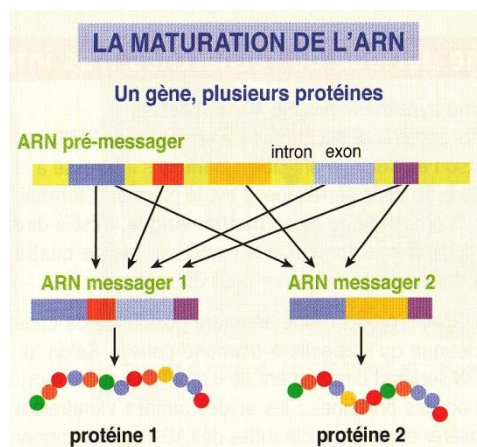 LA MATURATION DE L'ARN
Un gène, plusieurs protéines
ARN pré-messager
intron exon
ARN messager 1 ARN messager 2
protéine 1 protéine 2